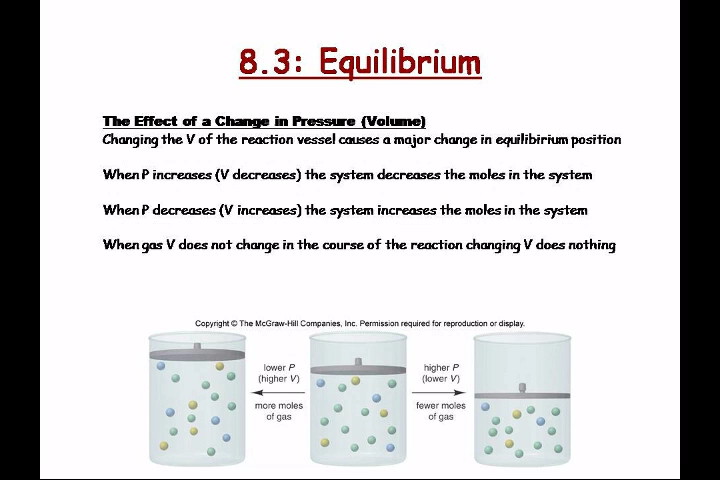 8.3: Equilibrium
The Effect of a Change in Pressure (Volume)
Changing the V of the reaction vessel causes a major change in equilibirium position
When P increases (V decreases) the system decreases the moles in the system
When P decreases (V increases) the system increases the moles in the system
When gas V does not change in the course of the reaction changing V does nothing
Copyright © The McGraw-Hill Companies, Inc. Permission required for reproduction or display.
lower P
(higher V)
more moles
of gas
higher P
(lower V)
fewer moles
of gas